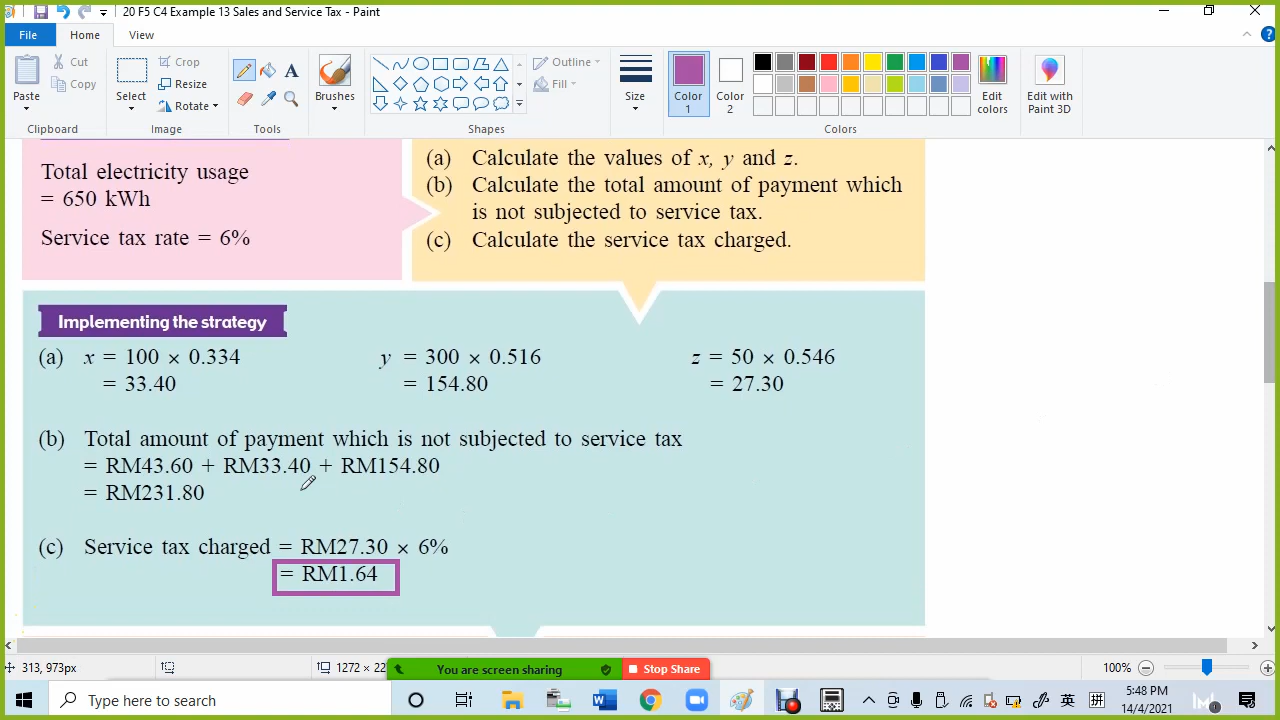 20 F5 C4 Example 13 Sales and Service Tax - Paint
File Home View
Paste Cut Copy Clipboard
Select Crop Resize Rotate Image
A Tools
Brushes
Outline Fill Shapes
Size
Color 1 Color 2 Edit colors Colors
Edit with Paint 3D
Total electricity usage
= 650 kWh
Service tax rate = 6%
(a) Calculate the values of x, y and z.
(b) Calculate the total amount of payment which
is not subjected to service tax.
(c) Calculate the service tax charged.
Implementing the strategy
(a) x = 100 × 0.334 y = 300 × 0.516 z = 50 × 0.546
= 33.40 = 154.80 = 27.30
(b) Total amount of payment which is not subjected to service tax
= RM43.60 + RM33.40 + RM154.80
= RM231.80
(c) Service tax charged = RM27.30 × 6%
= RM1.64
313, 973px 1272 × 22 100%
You are screen sharing Stop Share
Type here to search
英 拼 5:48 PM
14/4/2021